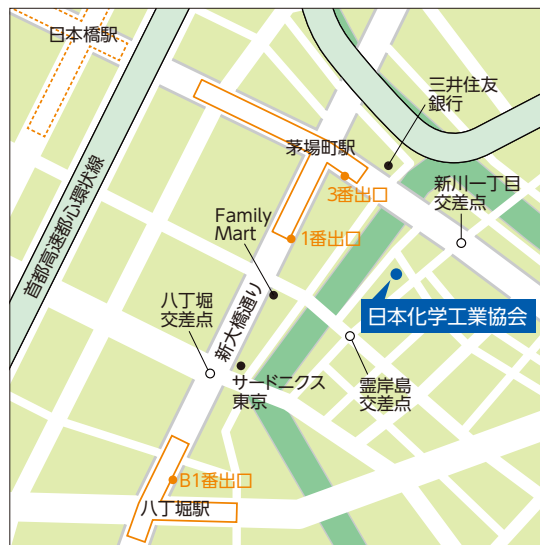 日本橋駅
三井住友
銀行
茅場町駅
3番出口
新川一丁目
交差点
Family
Mart
1番出口
首都高速都心環状線
新大橋通り
日本化学工業協会
八丁堀
交差点
サードニクス
東京
霊岸島
交差点
B1番出口
八丁堀駅